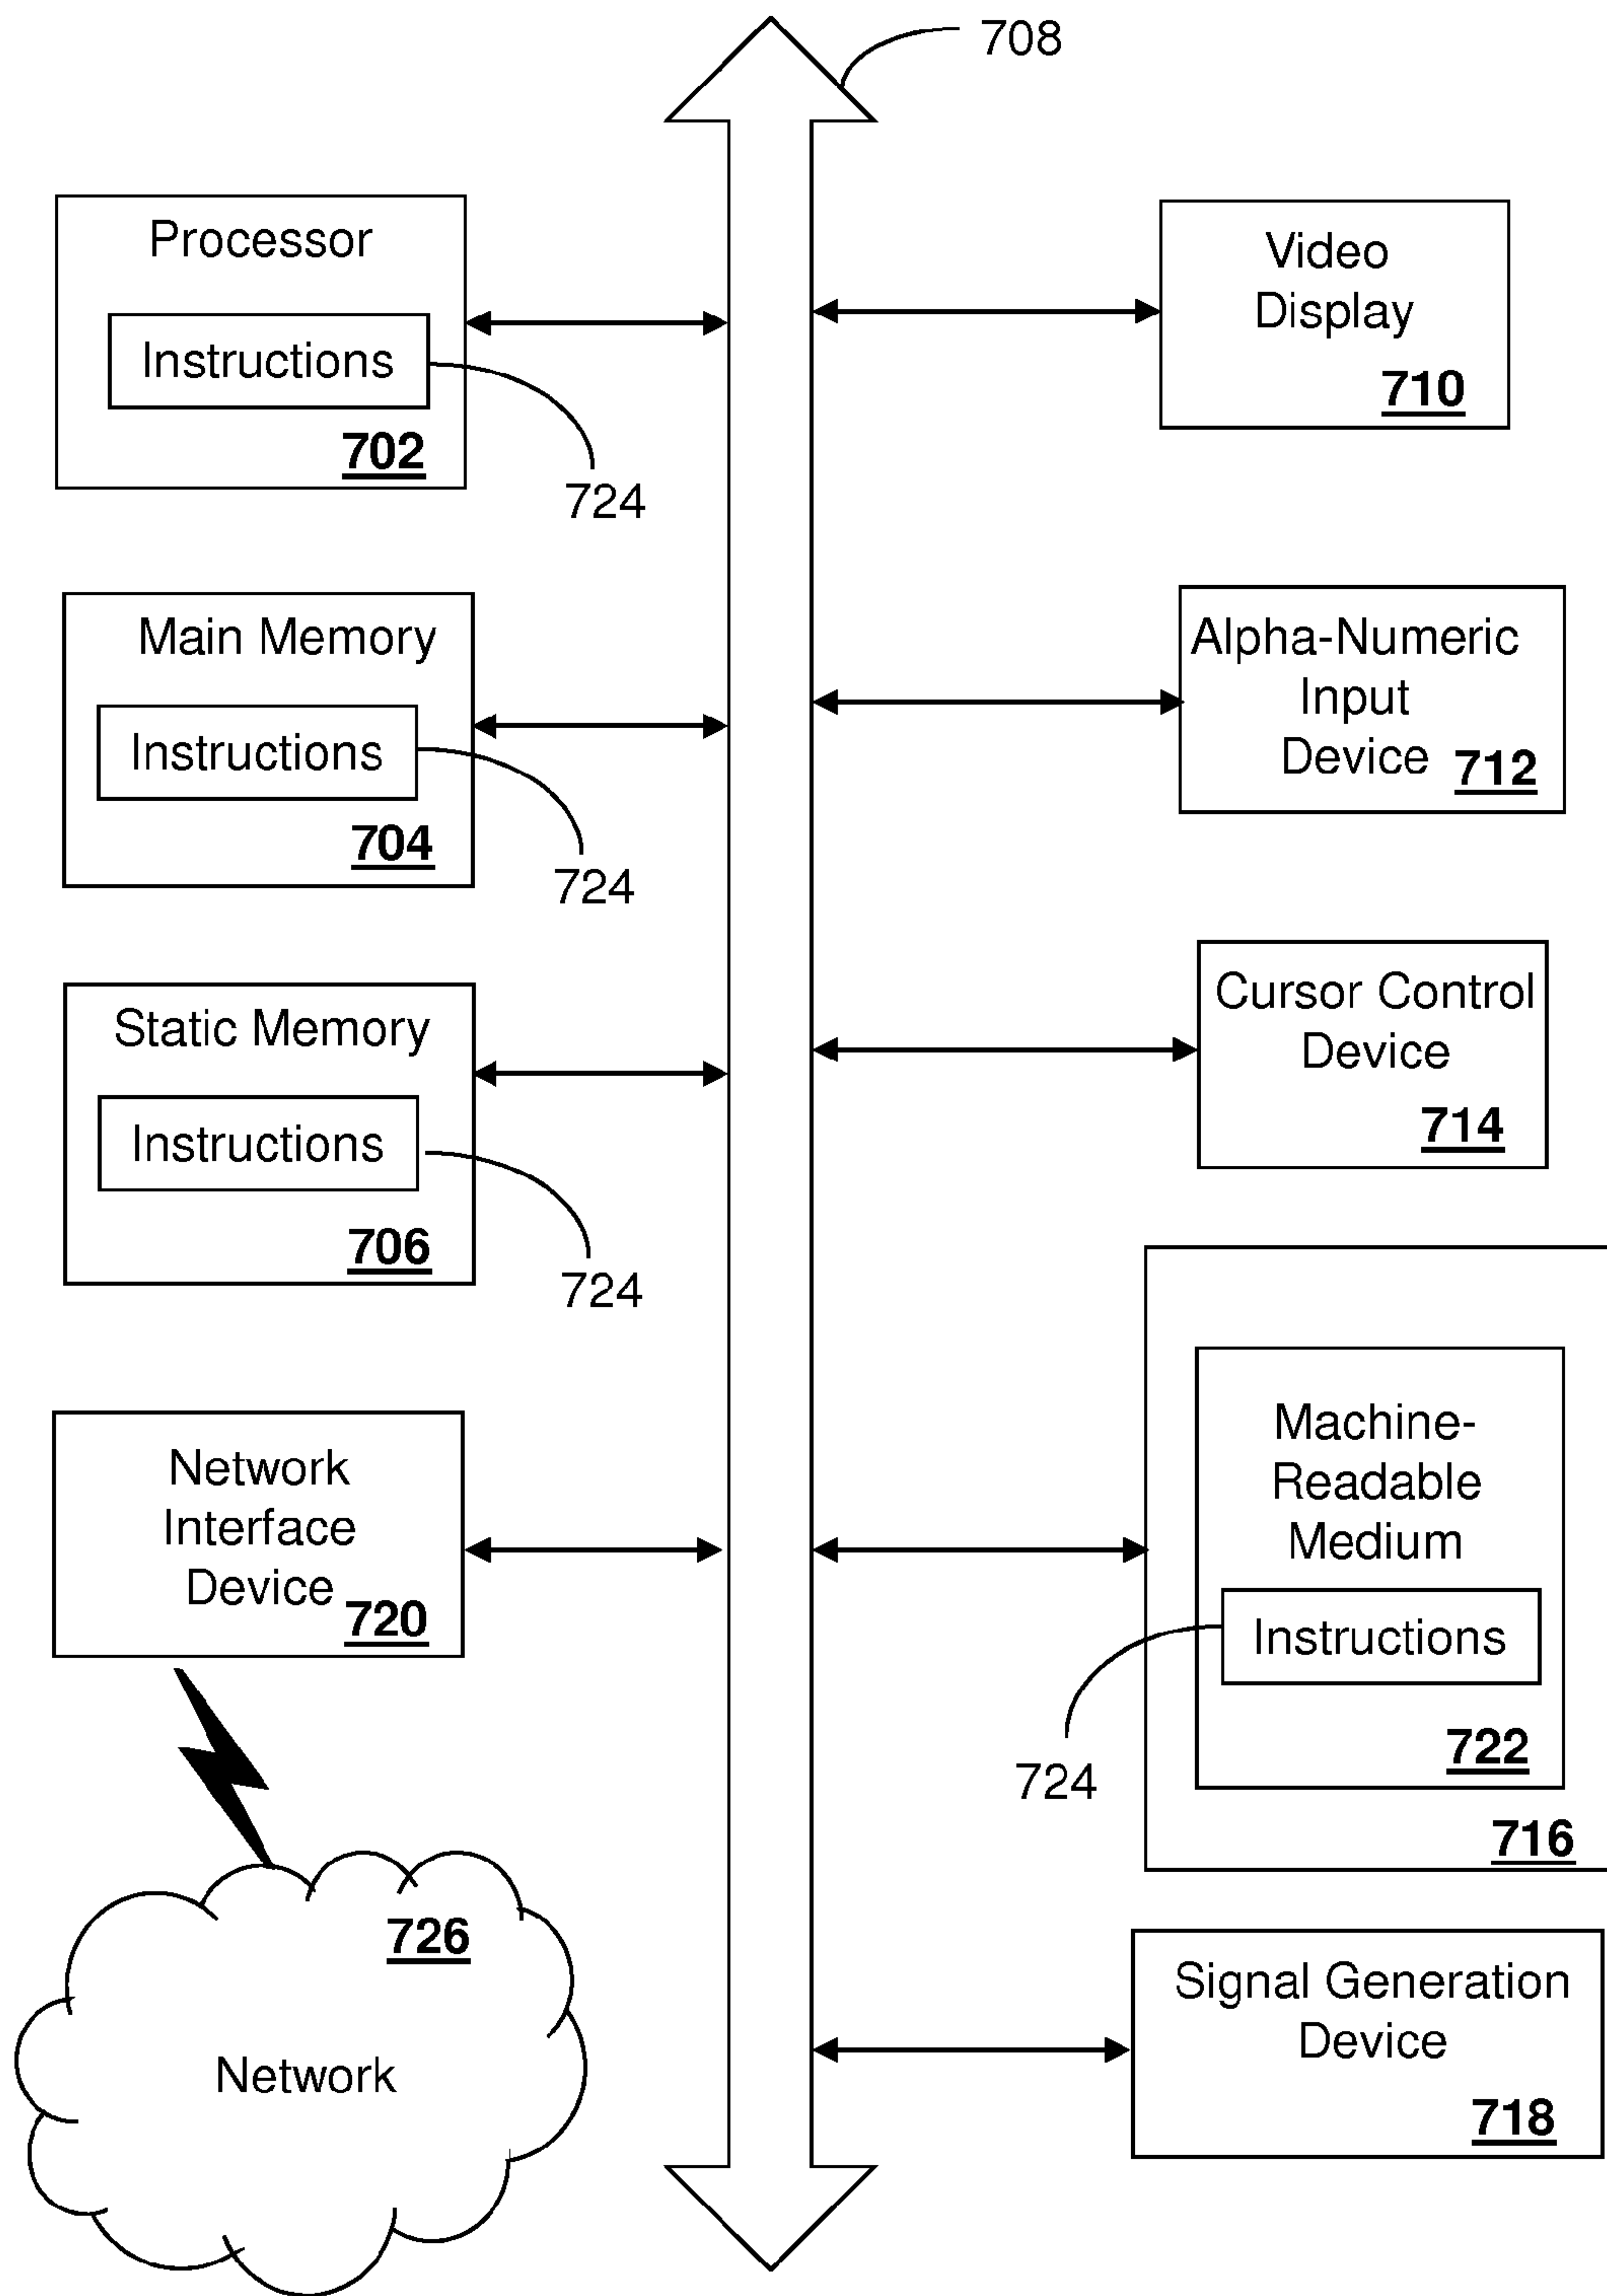 708
Processor
Instructions
702
724
Video
Display
710
Main Memory
Instructions
704
724
Alpha-Numeric
Input
Device 712
Static Memory
Instructions
706
724
Cursor Control
Device
714
Network
Interface
Device 720
Machine-
Readable
Medium
Instructions
722
724
716
726
Network
Signal Generation
Device
718